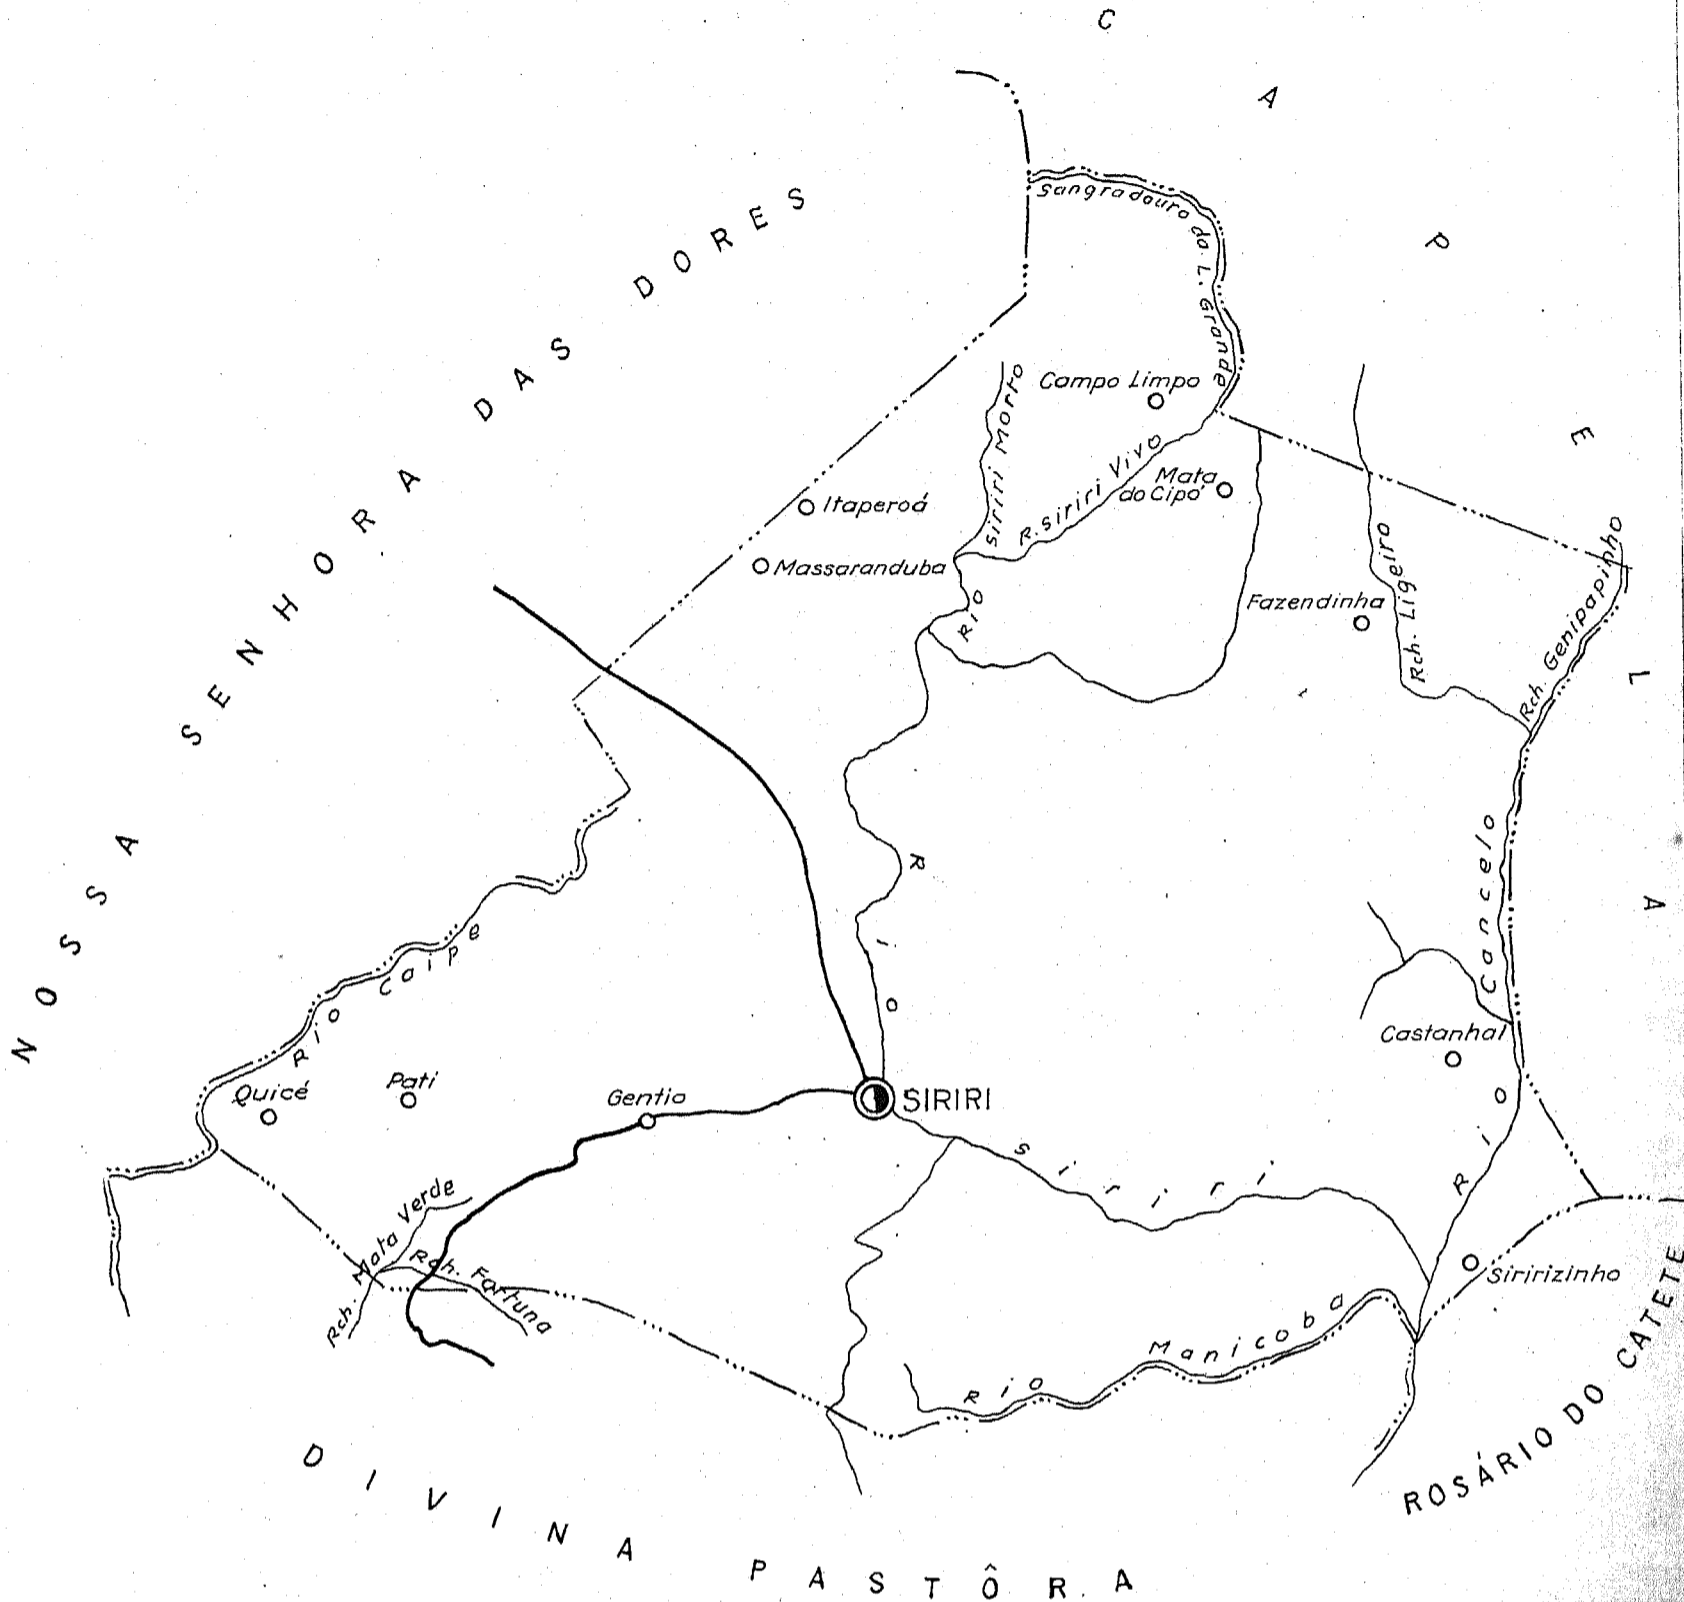 CAPELA
NOSSA SENHORA DAS DORES
Sangradouro da L. Grande
Campo Limpo
Siriri Morto
R. Siriri Vivo
Mata
do Cipó
Itaperoá
Massaranduba
Rio
Fazendinha
Rch. Ligeiro
Rch. Genipapinho
Rio
Rio Cancelo
Rio Caipe
Castanhal
Quicé
Pati
Gentio
SIRIRI
Siriri
Rch. Mata Verde
Rch. Fortuna
Siririzinho
Rio Manicoba
ROSÁRIO DO CATETE
DIVINA PASTÔRA